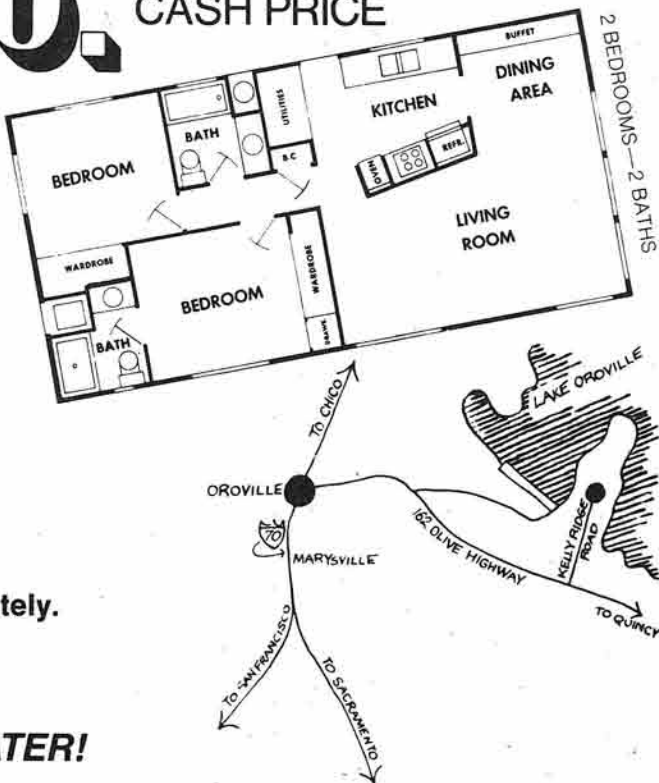 0.
CASH PRICE
BUFFET
DINING
AREA
2 BEDROOMS—2 BATHS
KITCHEN
UTILITIES
BATH
B.C
REFR.
OVEN
BEDROOM
LIVING
ROOM
WARDROBE
BEDROOM
WARDROBE
BATH
TO CHICO
LAKE OROVILLE
OROVILLE
70
MARYSVILLE
162 OLIVE HIGHWAY
KELLY RIDGE
ROAD
TO QUINCY
tely.
TO SAN FRANCISCO
TO SACRAMENTO
ATER!